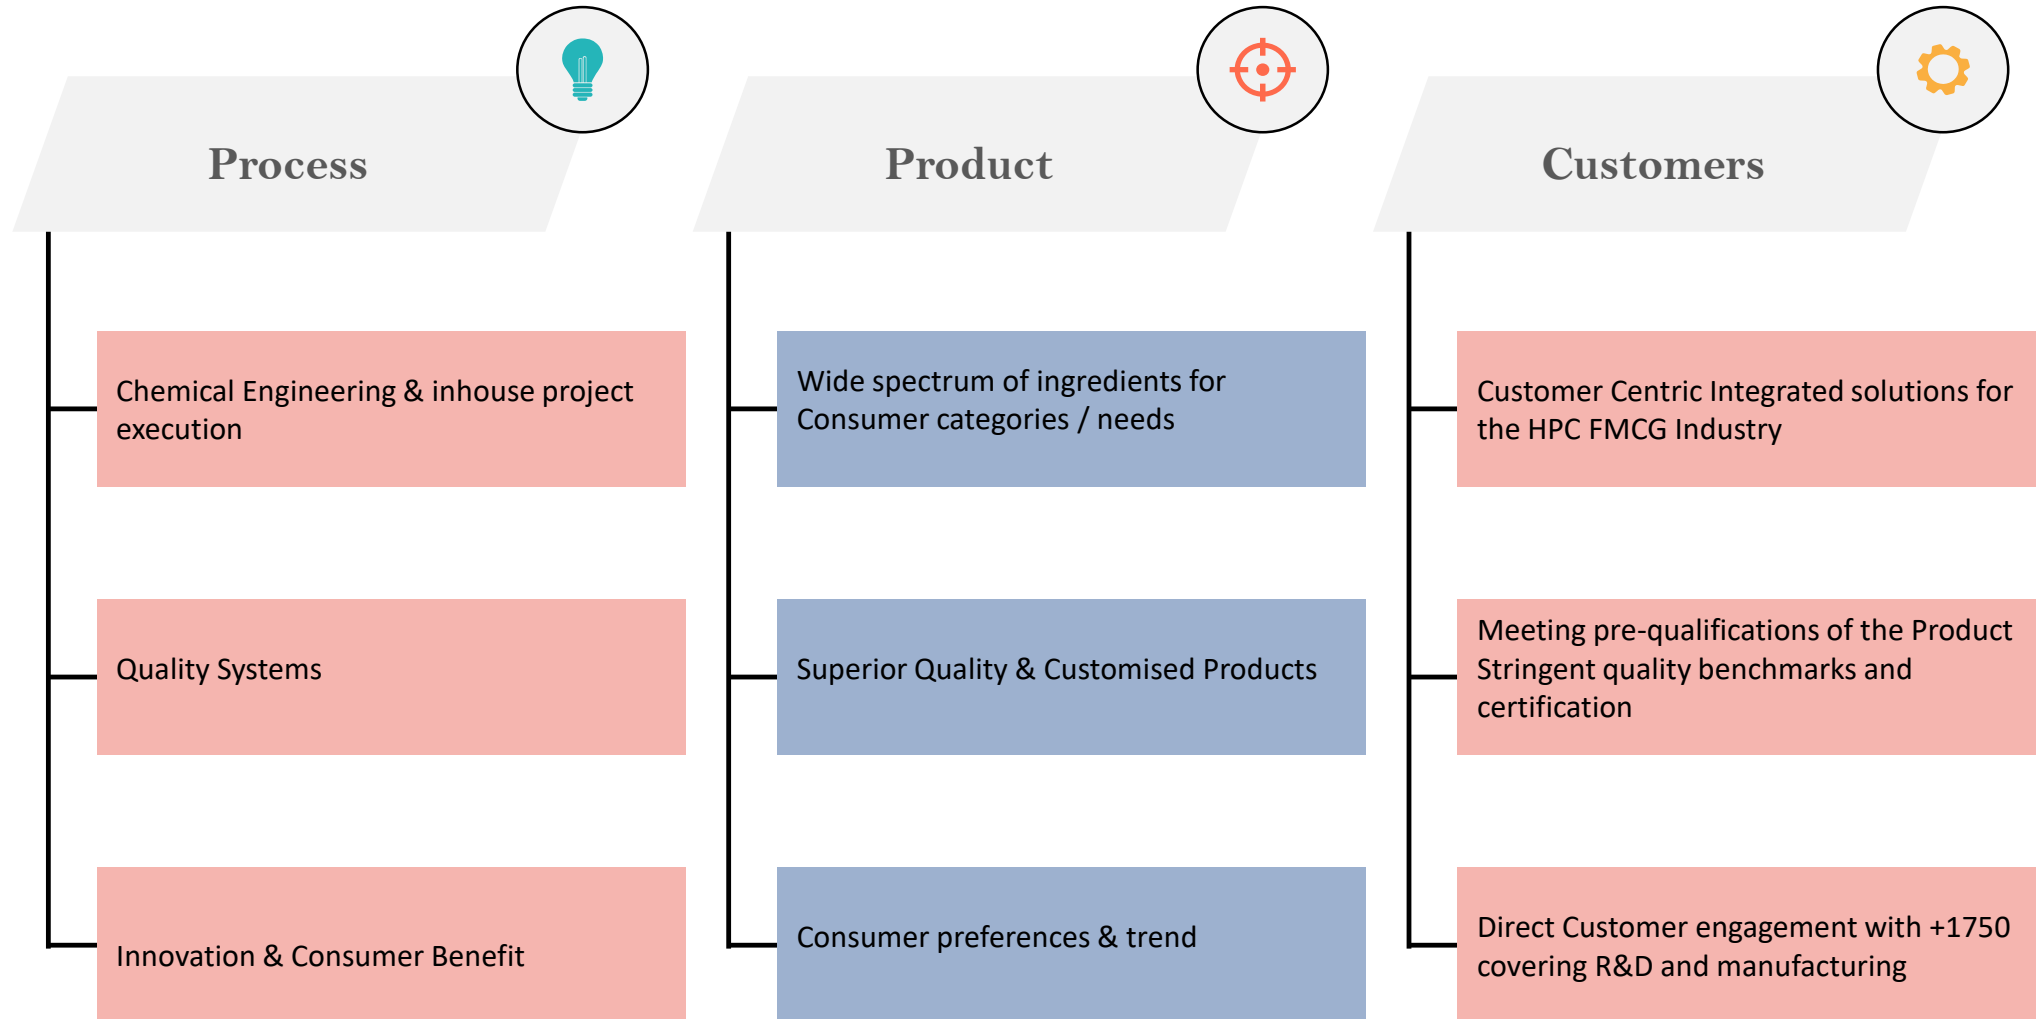 Process
Chemical Engineering & inhouse project
execution
Quality Systems
Innovation & Consumer Benefit
Product
Wide spectrum of ingredients for
Consumer categories / needs
Superior Quality & Customised Products
Consumer preferences & trend
Customers
Customer Centric Integrated solutions for
the HPC FMCG Industry
Meeting pre-qualifications of the Product
Stringent quality benchmarks and
certification
Direct Customer engagement with +1750
covering R&D and manufacturing